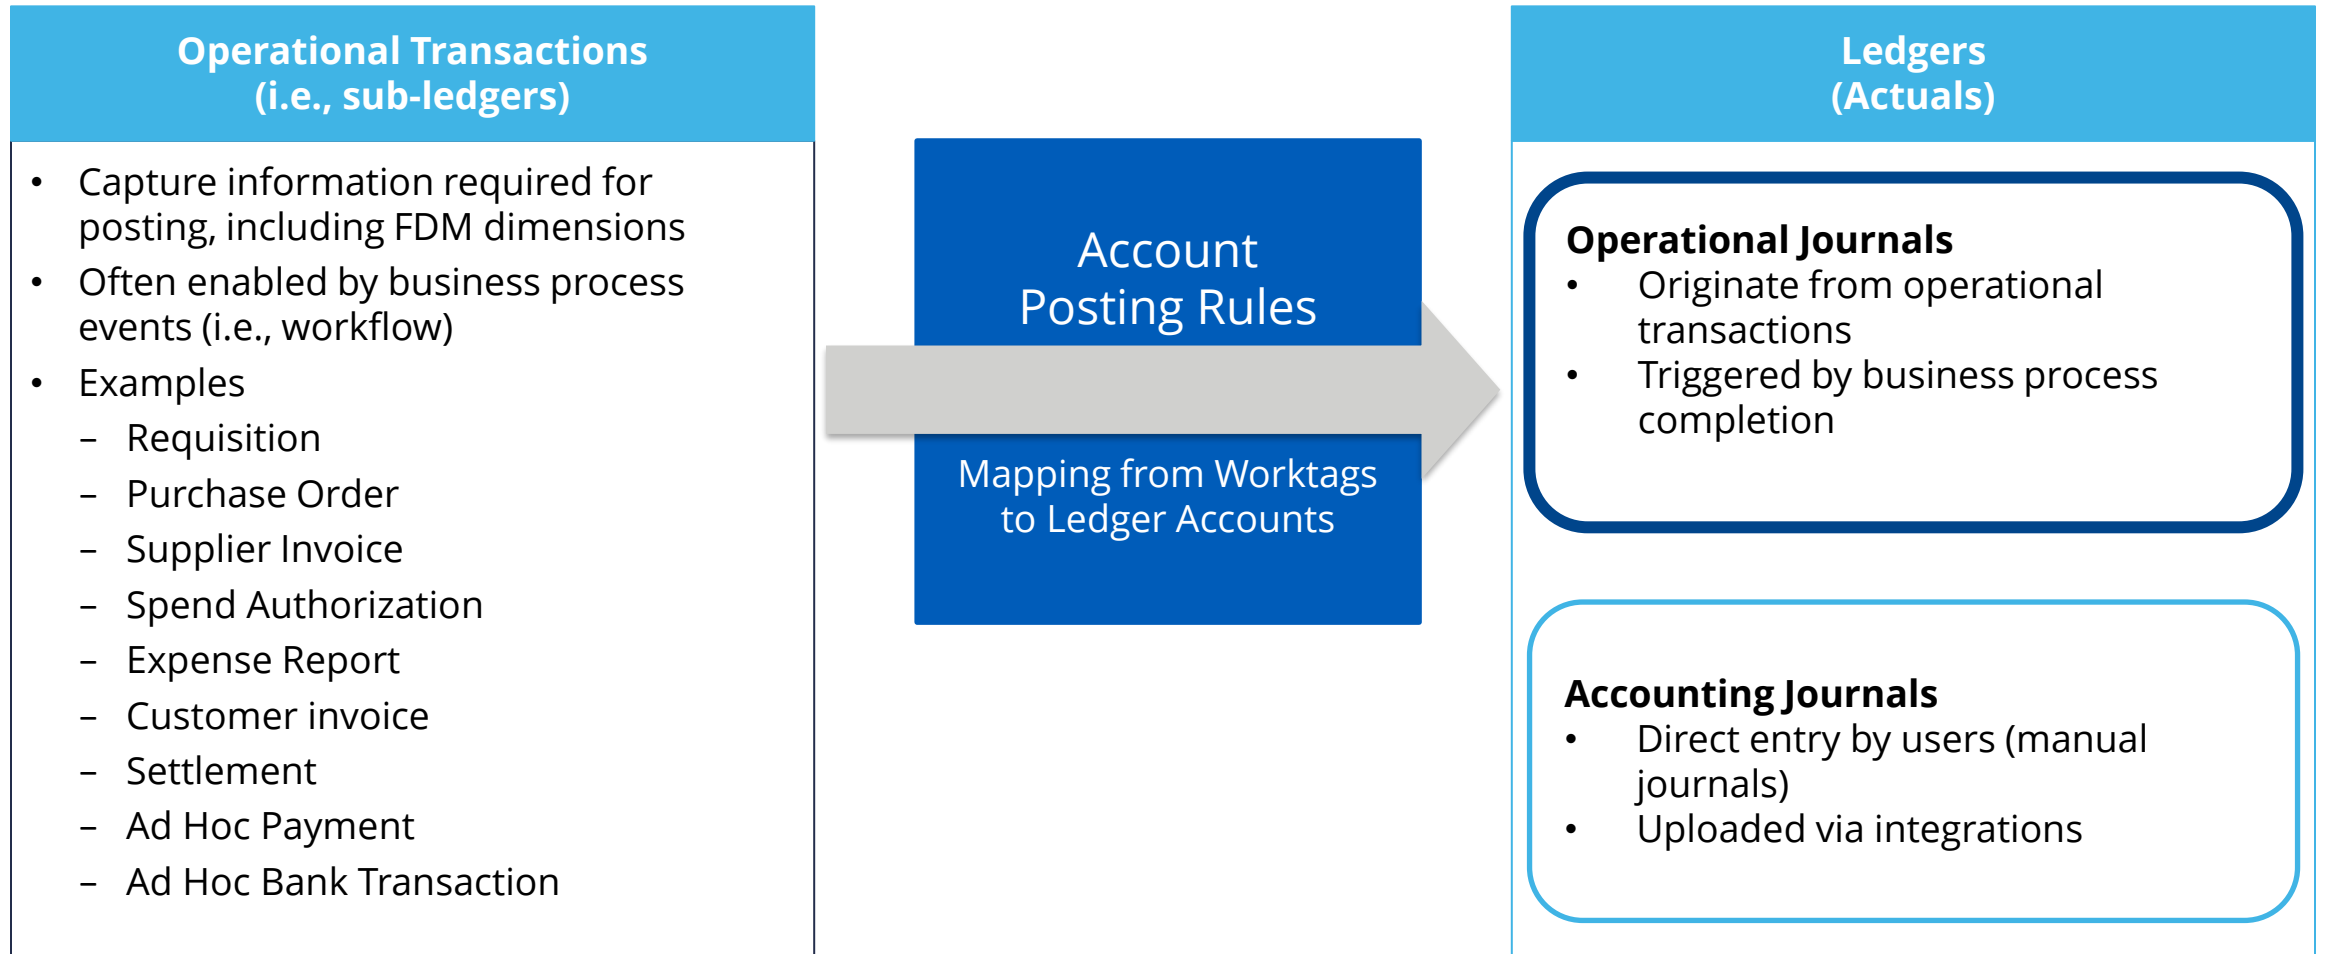 Operational Transactions
(i.e., sub-ledgers)
• Capture information required for
posting, including FDM dimensions
• Often enabled by business process
events (i.e., workflow)
• Examples
– Requisition
– Purchase Order
– Supplier Invoice
– Spend Authorization
– Expense Report
– Customer invoice
– Settlement
– Ad Hoc Payment
– Ad Hoc Bank Transaction
Account
Posting Rules
Mapping from Worktags
to Ledger Accounts
Ledgers
(Actuals)
Operational Journals
• Originate from operational
transactions
• Triggered by business process
completion
Accounting Journals
• Direct entry by users (manual
journals)
• Uploaded via integrations